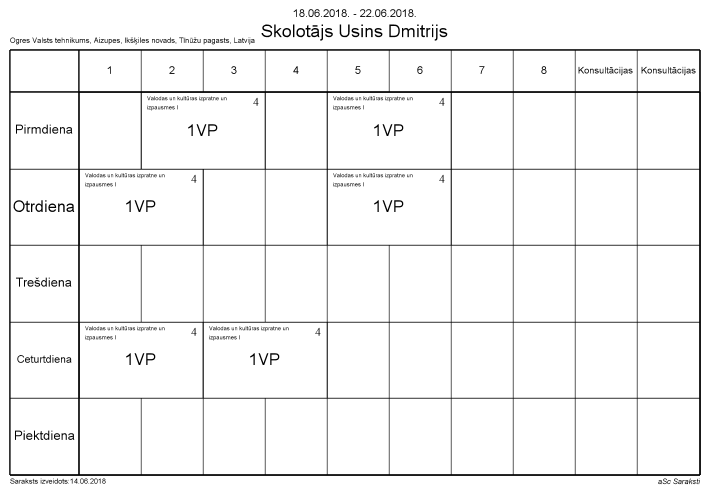 18.06.2018. - 22.06.2018.
Skolotājs Usins Dmitrijs
Ogres Valsts tehnikums, Aizupes, Ikšķiles novads, Tīnūžu pagasts, Latvija
1 2 3 4 5 6 7 8 Konsultācijas Konsultācijas
Pirmdiena
Valodas un kultūras izpratne un
izpausmes I
4
1VP
Valodas un kultūras izpratne un
izpausmes I
4
1VP
Otrdiena
Valodas un kultūras izpratne un
izpausmes I
4
1VP
Valodas un kultūras izpratne un
izpausmes I
4
1VP
Trešdiena
Ceturtdiena
Valodas un kultūras izpratne un
izpausmes I
4
1VP
Valodas un kultūras izpratne un
izpausmes I
4
1VP
Piektdiena
Saraksts izveidots:14.06.2018
aSc Saraksti